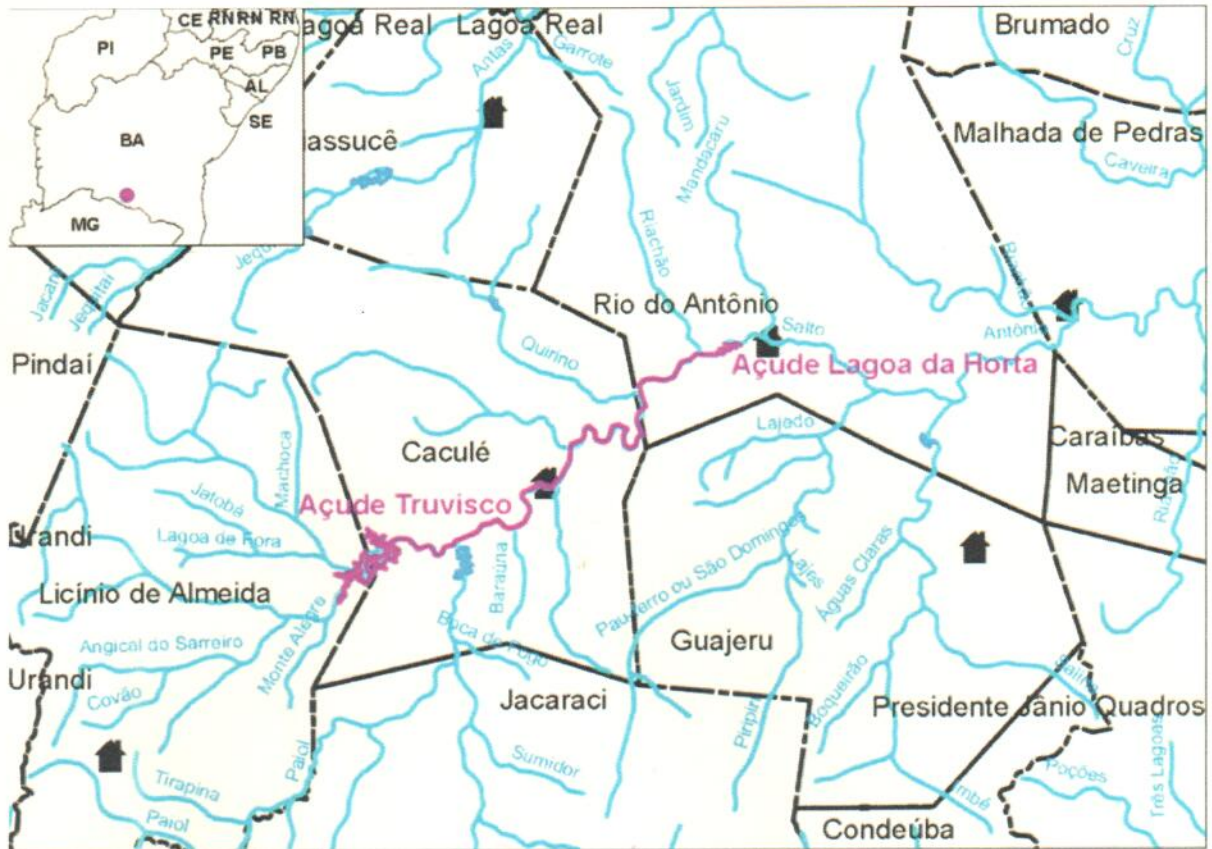 CE RN RN RN
PI
PE
PB
AL
SE
BA
MG
agoa Real
Lagoa Real
Brumado
Cruz
Antas
Garrote
Jardim
Mandacaru
Malhada de Pedras
Caveira
assucê
Riachão
Jequi
Jacaré
Jequitaí
Rio do Antônio
Salto
Antônio
Pindaí
Quirino
Açude Lagoa da Horta
Lajedo
Caraíbas
Maetinga
Caculé
Machoca
Açude Truvisco
Jatobá
Lagoa de Fora
Urandi
Licínio de Almeida
Baraúna
Pau Ferro ou São Domingos
Lajes
Águas Claras
Angical do Sarreiro
Monte Alegre
Boca do Poço
Guajeru
Urandi
Covão
Jacaraci
Boqueirão
Presidente Jânio Quadros
Piripiri
Paiol
Sumidor
Tirapina
Paiol
Poções
Três Lagoas
Condeúba